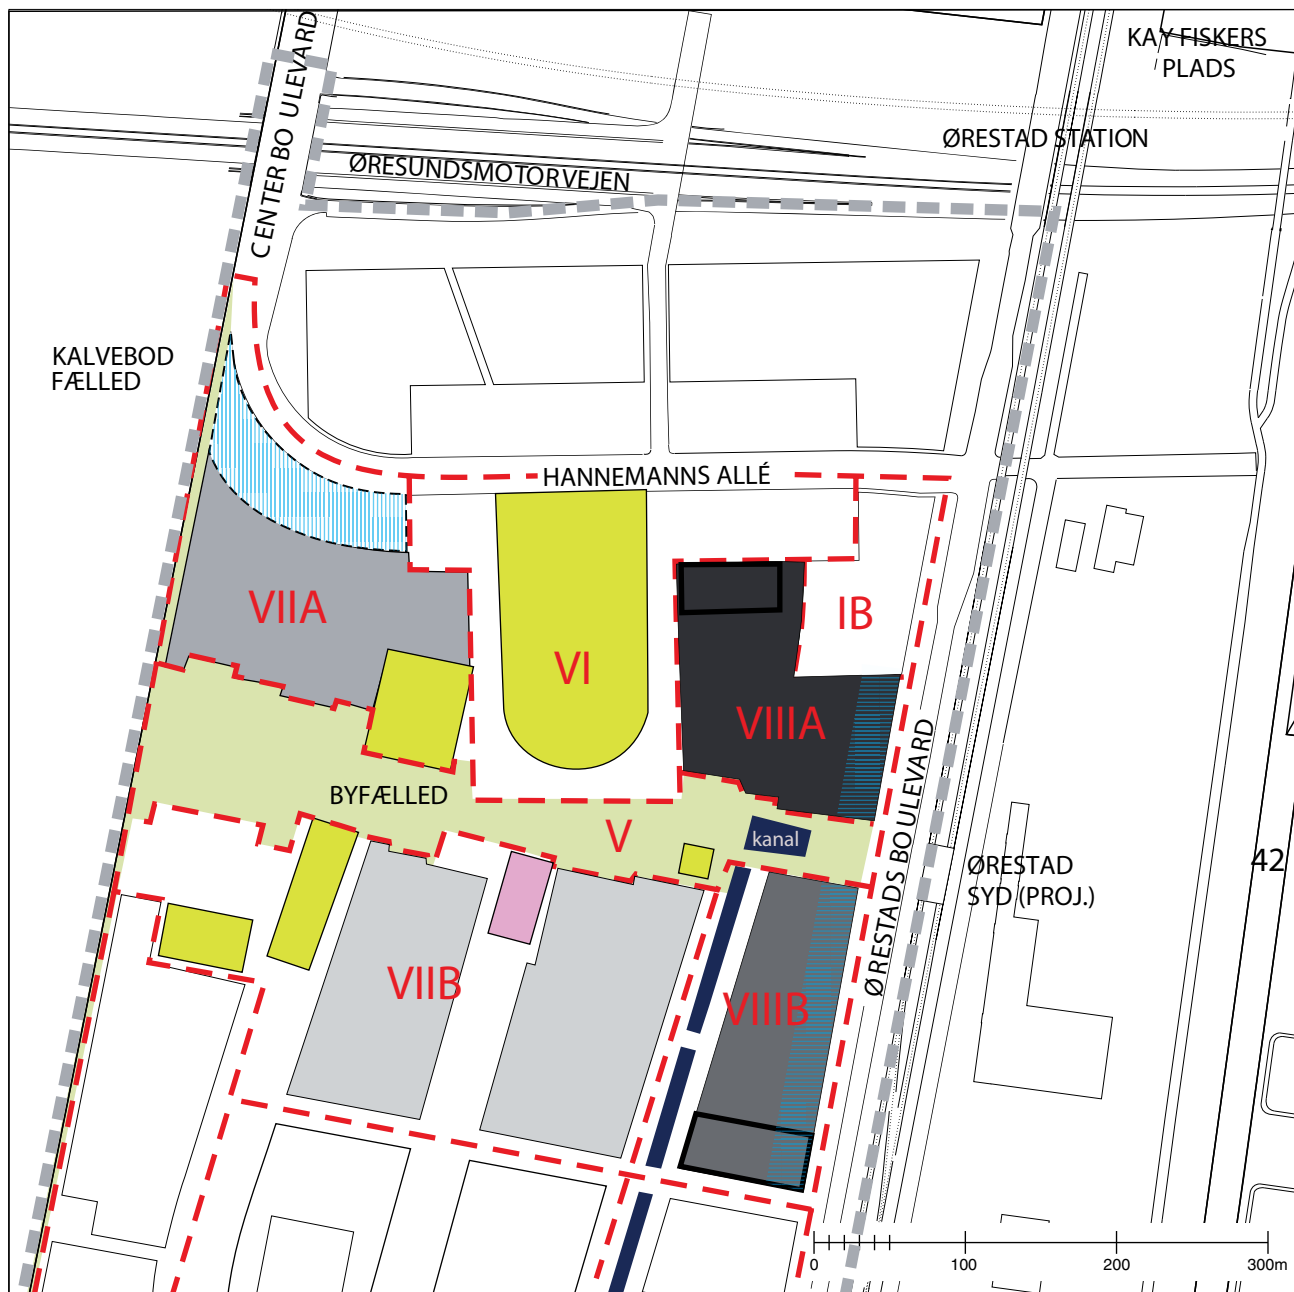 CENTER BOULEVARD
KAY FISKERS
PLADS
ØRESTAD STATION
ØRESUNDSMOTORVEJEN
KALVEBOD
FÆLLED
HANNEMANNS ALLÉ
VIIA
VI
IB
VIIIA
BYFÆLLED
V
kanal
ØRESTADS BOULEVARD
ØRESTAD
SYD (PROJ.)
42
VIIB
VIIIB
0 100 200 300m